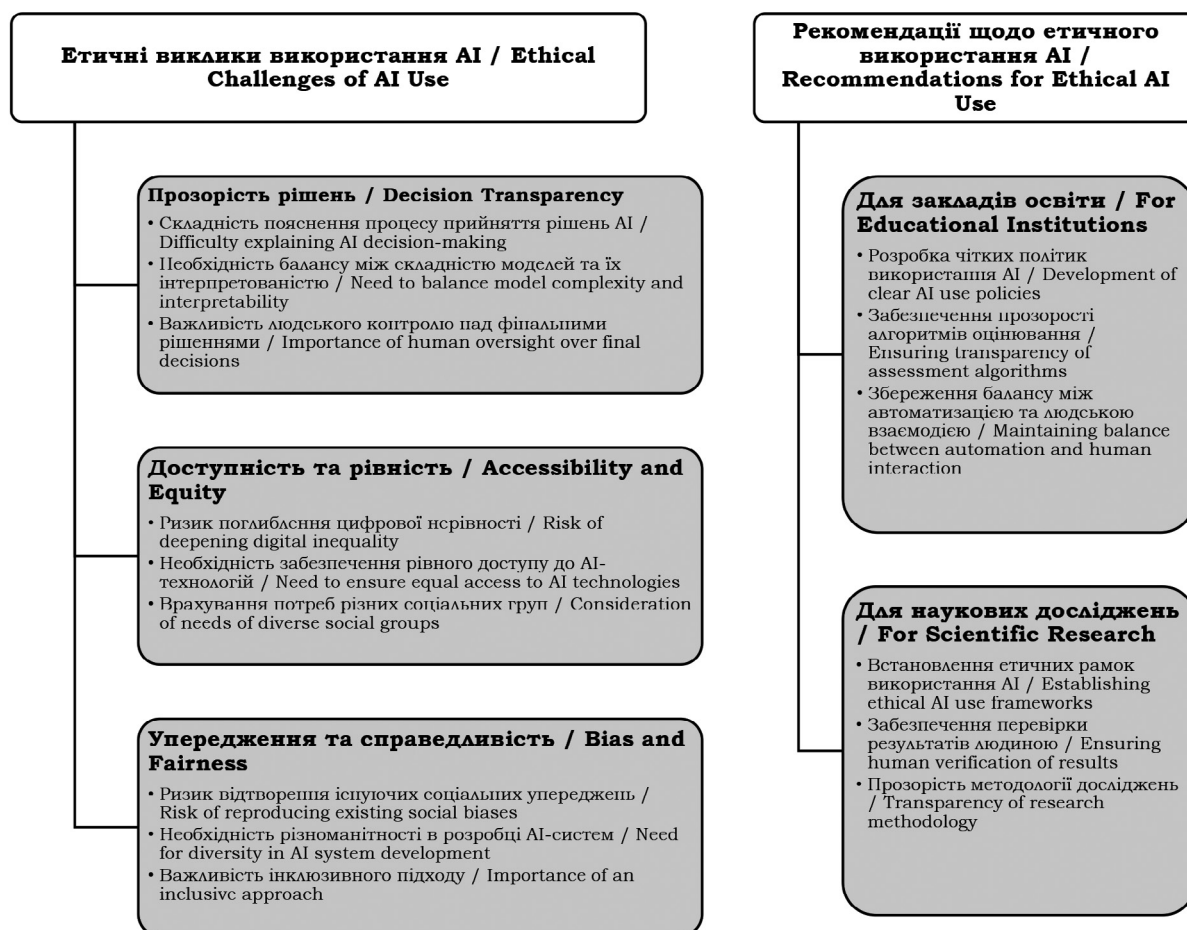 Етичні виклики використання AI / Ethical
Challenges of AI Use
Прозорість рішень / Decision Transparency
• Складність пояснення процесу прийняття рішень AI /
Difficulty explaining AI decision-making
• Необхідність балансу між складністю моделей та їх
інтерпретованістю / Need to balance model complexity and
interpretability
• Важливість людського контролю над фінальними
рішеннями / Importance of human oversight over final
decisions
Доступність та рівність / Accessibility and
Equity
• Ризик поглиблення цифрової нерівності / Risk of
deepening digital inequality
• Необхідність забезпечення рівного доступу до AI-
технологій / Need to ensure equal access to AI technologies
• Врахування потреб різних соціальних груп / Consideration
of needs of diverse social groups
Упередження та справедливість / Bias and
Fairness
• Ризик відтворення існуючих соціальних упереджень /
Risk of reproducing existing social biases
• Необхідність різноманітності в розробці AI-систем / Need
for diversity in AI system development
• Важливість інклюзивного підходу / Importance of an
inclusive approach
Рекомендації щодо етичного
використання AI /
Recommendations for Ethical AI
Use
Для закладів освіти / For
Educational Institutions
• Розробка чітких політик
використання AI / Development of
clear AI use policies
• Забезпечення прозорості
алгоритмів оцінювання /
Ensuring transparency of
assessment algorithms
• Збереження балансу між
автоматизацією та людською
взаємодією / Maintaining balance
between automation and human
interaction
Для наукових досліджень
/ For Scientific Research
• Встановлення етичних рамок
використання AI / Establishing
ethical AI use frameworks
• Забезпечення перевірки
результатів людиною / Ensuring
human verification of results
• Прозорість методології досліджень
/ Transparency of research
methodology